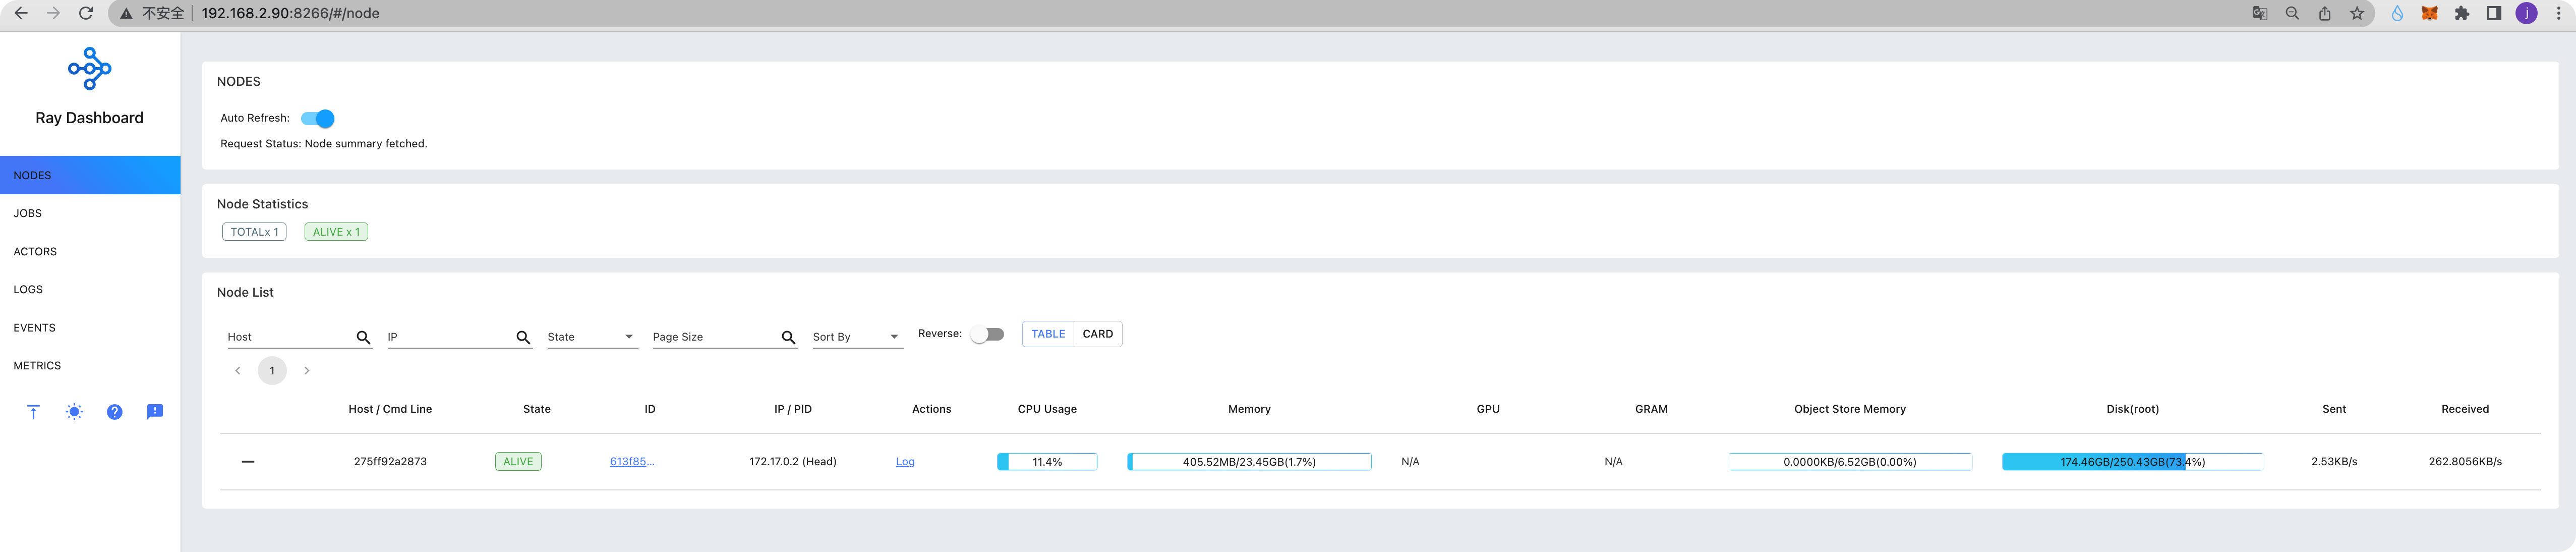 不安全 192.168.2.90:8266/#/node
j
Ray Dashboard
NODES
JOBS
ACTORS
LOGS
EVENTS
METRICS
NODES
Auto Refresh:
Request Status: Node summary fetched.
Node Statistics
TOTALx 1 ALIVE x 1
Node List
Host IP State Page Size Sort By Reverse: TABLE CARD
1
Host / Cmd Line State ID IP / PID Actions CPU Usage Memory GPU GRAM Object Store Memory Disk(root) Sent Received
275ff92a2873 ALIVE 613f85... 172.17.0.2 (Head) Log 11.4% 405.52MB/23.45GB(1.7%) N/A N/A 0.0000KB/6.52GB(0.00%) 174.46GB/250.43GB(73.4%) 2.53KB/s 262.8056KB/s